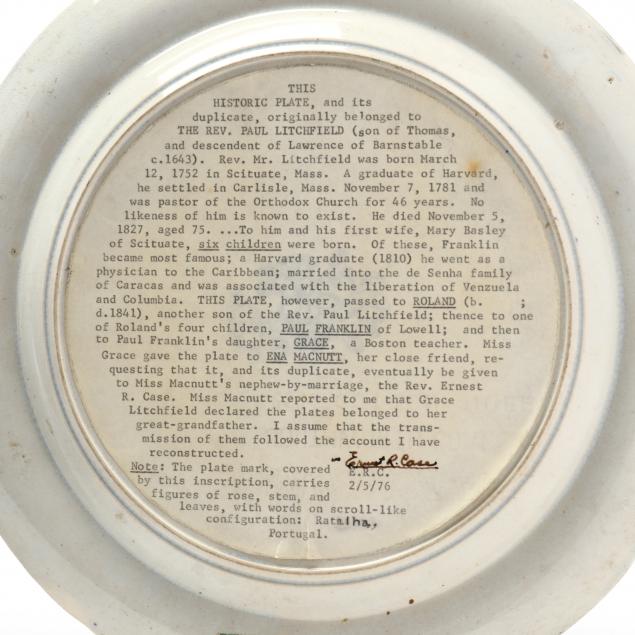 THIS
HISTORIC PLATE, and its
duplicate, originally belonged to
THE REV. PAUL LITCHFIELD (son of Thomas,
and descendent of Lawrence of Barnstable
c.1643). Rev. Mr. Litchfield was born March
12, 1752 in Scituate, Mass. A graduate of Harvard,
he settled in Carlisle, Mass. November 7, 1781 and
was pastor of the Orthodox Church for 46 years. No
likeness of him is known to exist. He died November 5,
1827, aged 75. ...To him and his first wife, Mary Basley
of Scituate, six children were born. Of these, Franklin
became most famous; a Harvard graduate (1810) he went as a
physician to the Caribbean; married into the de Senha family
of Caracas and was associated with the liberation of Venzuela
and Columbia. THIS PLATE, however, passed to ROLAND (b. ;
d.1841), another son of the Rev. Paul Litchfield; thence to one
of Roland's four children, PAUL FRANKLIN of Lowell; and then
to Paul Franklin's daughter, GRACE, a Boston teacher. Miss
Grace gave the plate to ENA MACNUTT, her close friend, re-
questing that it, and its duplicate, eventually be given
to Miss Macnutt's nephew-by-marriage, the Rev. Ernest
R. Case. Miss Macnutt reported to me that Grace
Litchfield declared the plates belonged to her
great-grandfather. I assume that the trans-
mission of them followed the account I have
reconstructed.
Ernest R. Case
Note: The plate mark, covered E.R.C.
by this inscription, carries 2/5/76
figures of rose, stem, and
leaves, with words on scroll-like
configuration: Ratalha,
Portugal.